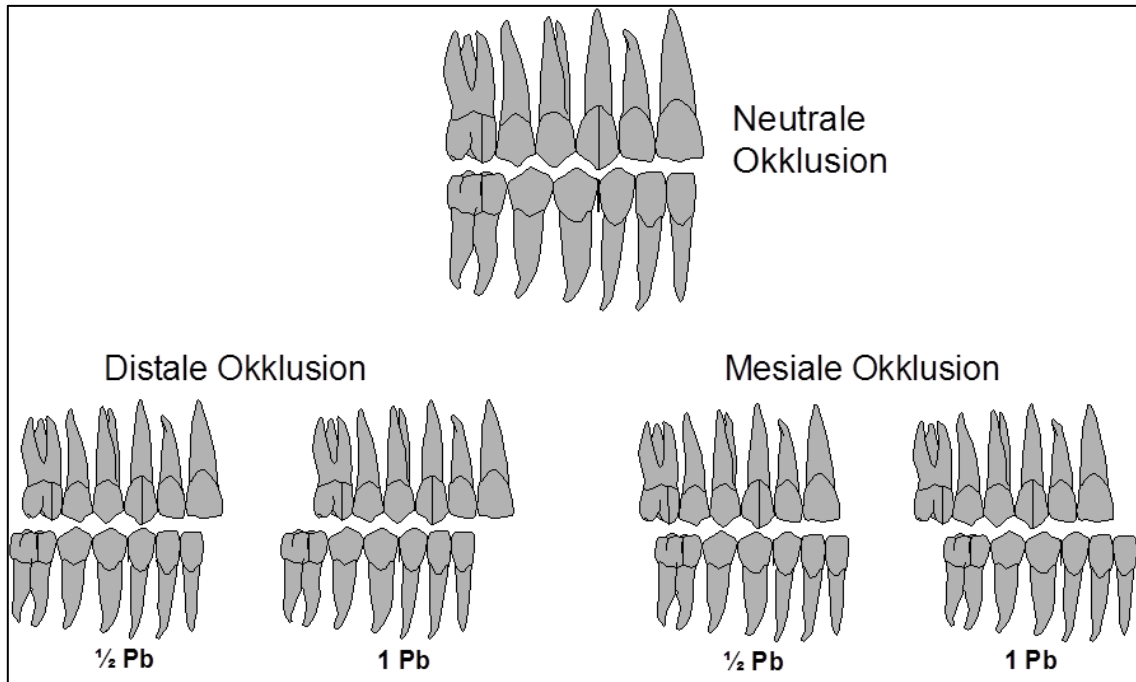 Neutrale
Okklusion
Distale Okklusion
Mesiale Okklusion
½ Pb
1 Pb
½ Pb
1 Pb